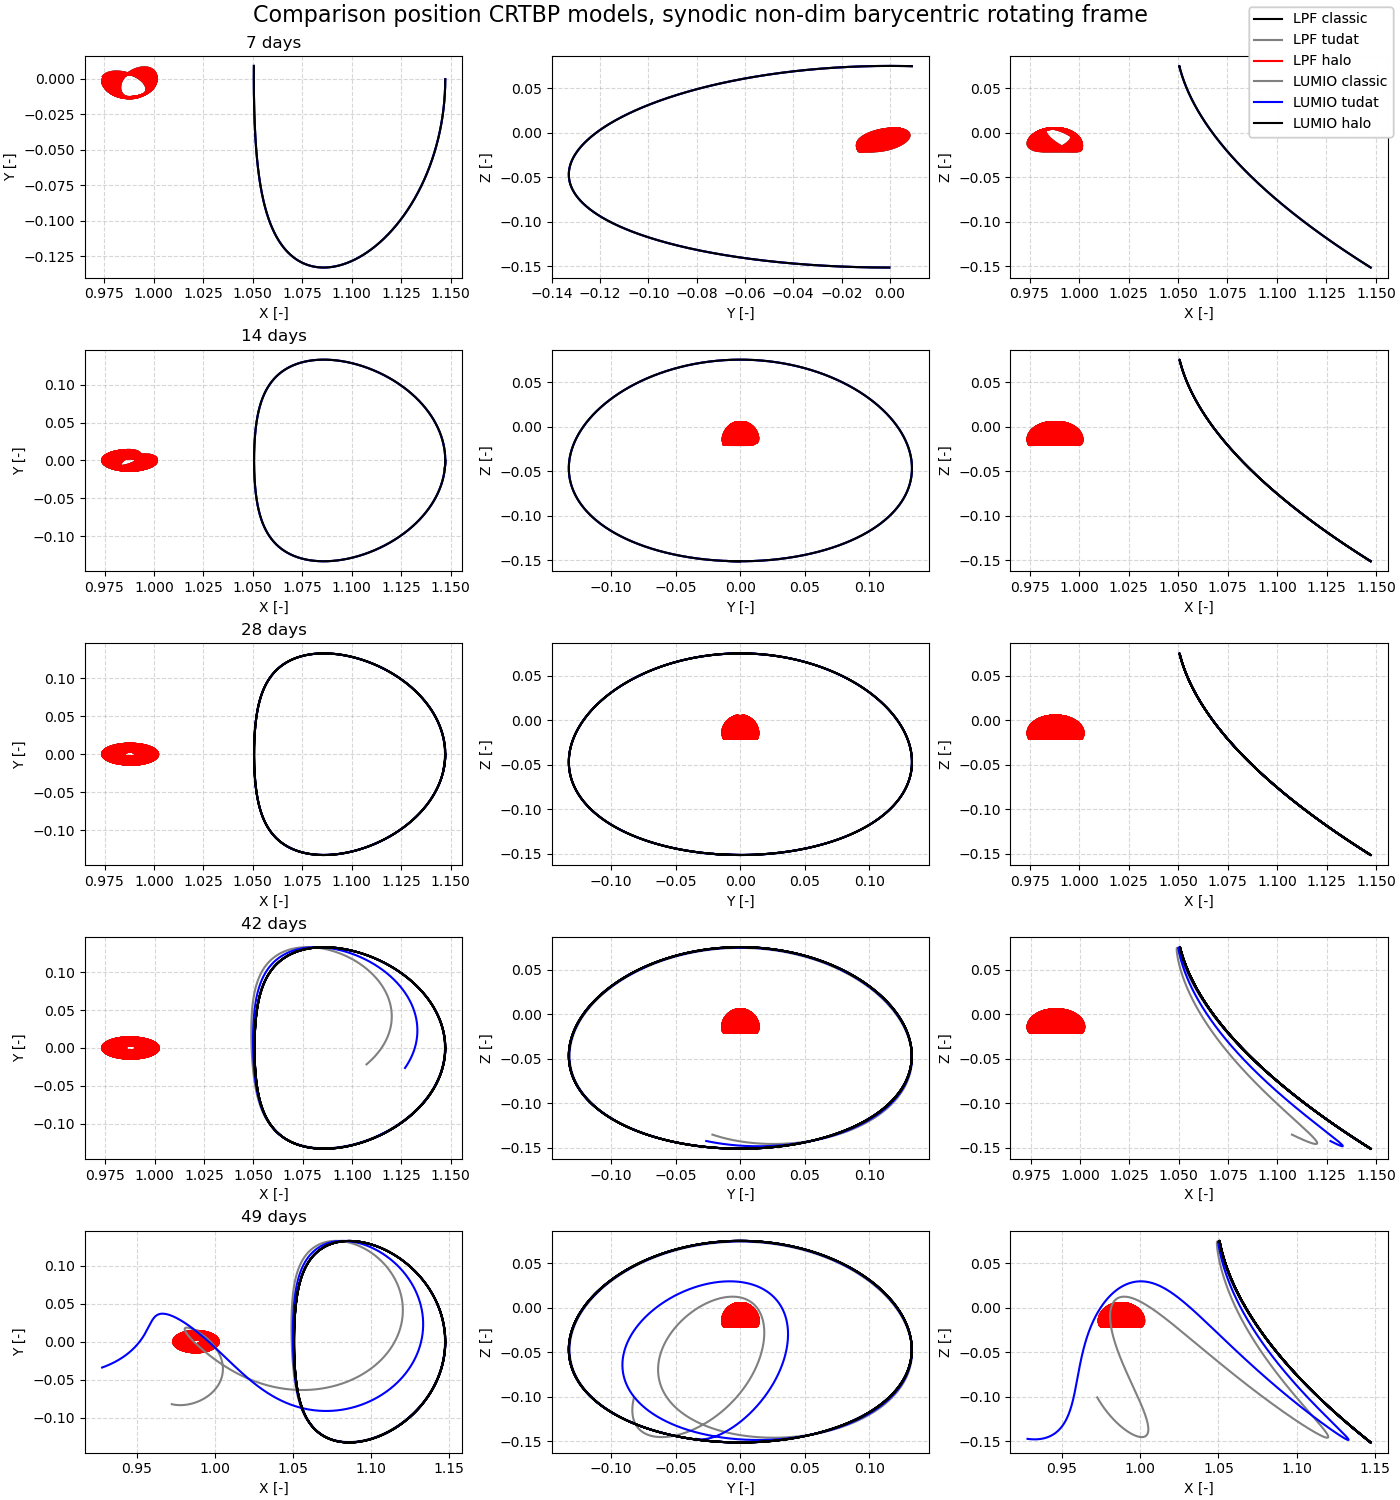 Comparison position CRTBP models, synodic non-dim barycentric rotating frame
LPF classic
LPF tudat
LPF halo
LUMIO classic
LUMIO tudat
LUMIO halo
7 days
0.000
−0.025
−0.050
−0.075
−0.100
−0.125
Y [-]
0.975 1.000 1.025 1.050 1.075 1.100 1.125 1.150
X [-]
0.05
0.00
−0.05
−0.10
−0.15
Z [-]
−0.14 −0.12 −0.10 −0.08 −0.06 −0.04 −0.02 0.00
Y [-]
0.05
0.00
−0.05
−0.10
−0.15
Z [-]
0.975 1.000 1.025 1.050 1.075 1.100 1.125 1.150
X [-]
14 days
0.10
0.05
0.00
−0.05
−0.10
Y [-]
0.975 1.000 1.025 1.050 1.075 1.100 1.125 1.150
X [-]
0.05
0.00
−0.05
−0.10
−0.15
Z [-]
−0.10 −0.05 0.00 0.05 0.10
Y [-]
0.05
0.00
−0.05
−0.10
−0.15
Z [-]
0.975 1.000 1.025 1.050 1.075 1.100 1.125 1.150
X [-]
28 days
0.10
0.05
0.00
−0.05
−0.10
Y [-]
0.975 1.000 1.025 1.050 1.075 1.100 1.125 1.150
X [-]
0.05
0.00
−0.05
−0.10
−0.15
Z [-]
−0.10 −0.05 0.00 0.05 0.10
Y [-]
0.05
0.00
−0.05
−0.10
−0.15
Z [-]
0.975 1.000 1.025 1.050 1.075 1.100 1.125 1.150
X [-]
42 days
0.10
0.05
0.00
−0.05
−0.10
Y [-]
0.975 1.000 1.025 1.050 1.075 1.100 1.125 1.150
X [-]
0.05
0.00
−0.05
−0.10
−0.15
Z [-]
−0.10 −0.05 0.00 0.05 0.10
Y [-]
0.05
0.00
−0.05
−0.10
−0.15
Z [-]
0.975 1.000 1.025 1.050 1.075 1.100 1.125 1.150
X [-]
49 days
0.10
0.05
0.00
−0.05
−0.10
Y [-]
0.95 1.00 1.05 1.10 1.15
X [-]
0.05
0.00
−0.05
−0.10
−0.15
Z [-]
−0.10 −0.05 0.00 0.05 0.10
Y [-]
0.05
0.00
−0.05
−0.10
−0.15
Z [-]
0.95 1.00 1.05 1.10 1.15
X [-]